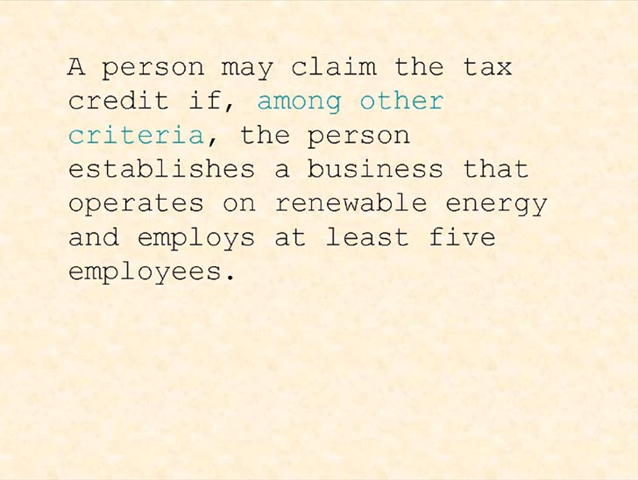 A person may claim the tax
credit if, among other
criteria, the person
establishes a business that
operates on renewable energy
and employs at least five
employees.